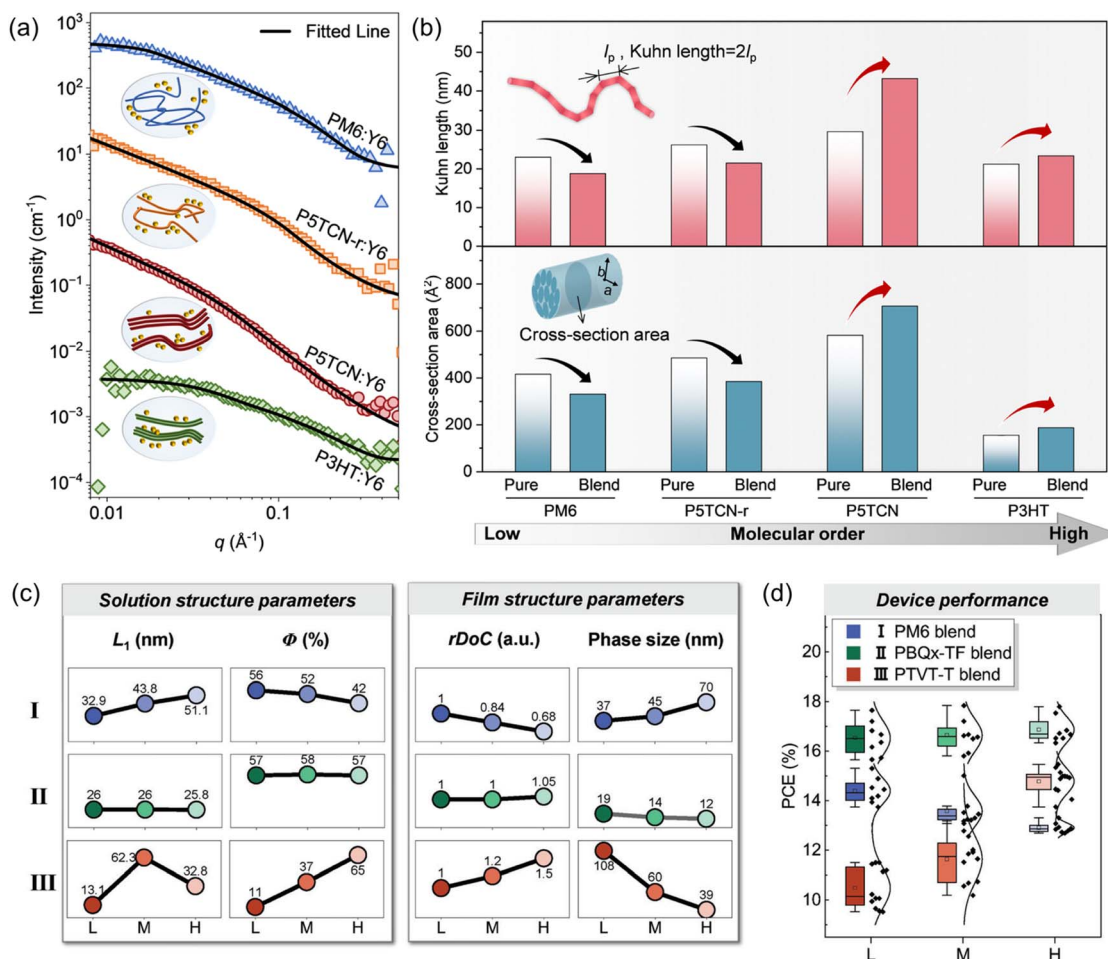 (a)
10³
10²
10¹
10⁰
10⁻¹
10⁻²
10⁻³
10⁻⁴
Intensity (cm⁻¹)
Fitted Line
PM6:Y6
P5TCN-r:Y6
P5TCN:Y6
P3HT:Y6
0.01
0.1
q (Å⁻¹)
(b)
Kuhn length (nm)
50
40
30
20
10
0
lₚ , Kuhn length=2lₚ
Cross-section area (Å²)
800
600
400
200
0
b
a
Cross-section area
Pure Blend Pure Blend Pure Blend Pure Blend
PM6 P5TCN-r P5TCN P3HT
Low Molecular order High
(c)
Solution structure parameters
Film structure parameters
L₁ (nm) Φ (%) rDoC (a.u.) Phase size (nm)
I
32.9 43.8 51.1
56 52 42
1 0.84 0.68
37 45 70
II
26 26 25.8
57 58 57
1 1 1.05
19 14 12
III
13.1 62.3 32.8
11 37 65
1 1.2 1.5
108 60 39
L M H L M H L M H L M H
(d)
Device performance
I PM6 blend
II PBQx-TF blend
III PTVT-T blend
PCE (%)
18
16
14
12
10
L M H